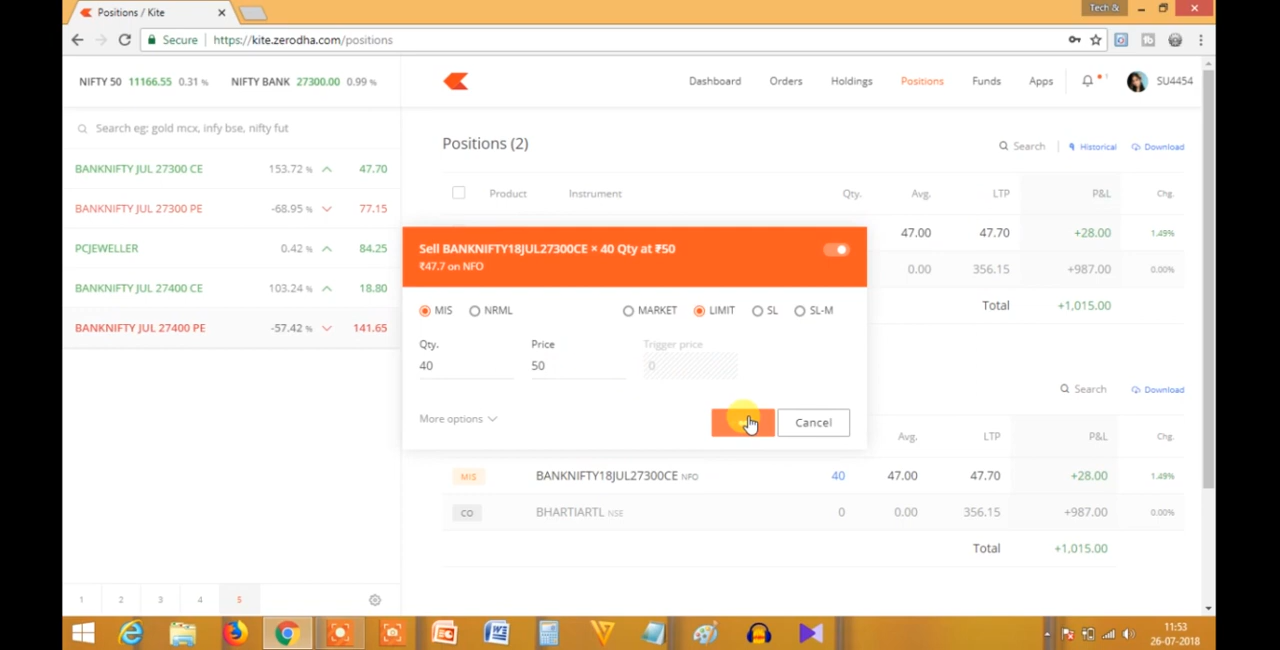 Positions / Kite
Tech &
Secure | https://kite.zerodha.com/positions
NIFTY 50 11166.55 0.31 % NIFTY BANK 27300.00 0.99 %
Dashboard Orders Holdings Positions Funds Apps 1 SU4454
Search eg: gold mcx, infy bse, nifty fut
Positions (2) Search Historical Download
BANKNIFTY JUL 27300 CE 153.72 % 47.70
Product Instrument Qty. Avg. LTP P&L Chg.
BANKNIFTY JUL 27300 PE -68.95 % 77.15
47.00 47.70 +28.00 1.49%
PCJEWELLER 0.42 % 84.25
Sell BANKNIFTY18JUL27300CE × 40 Qty at ₹50
₹47.7 on NFO
0.00 356.15 +987.00 0.00%
BANKNIFTY JUL 27400 CE 103.24 % 18.80
MIS NRML MARKET LIMIT SL SL-M
Total +1,015.00
BANKNIFTY JUL 27400 PE -57.42 % 141.65
Qty. Price Trigger price
40 50 0
Search Download
More options Cancel
Avg. LTP P&L Chg.
MIS BANKNIFTY18JUL27300CE NFO 40 47.00 47.70 +28.00 1.49%
CO BHARTIARTL NSE 0 0.00 356.15 +987.00 0.00%
Total +1,015.00
1 2 3 4 5
11:53
26-07-2018